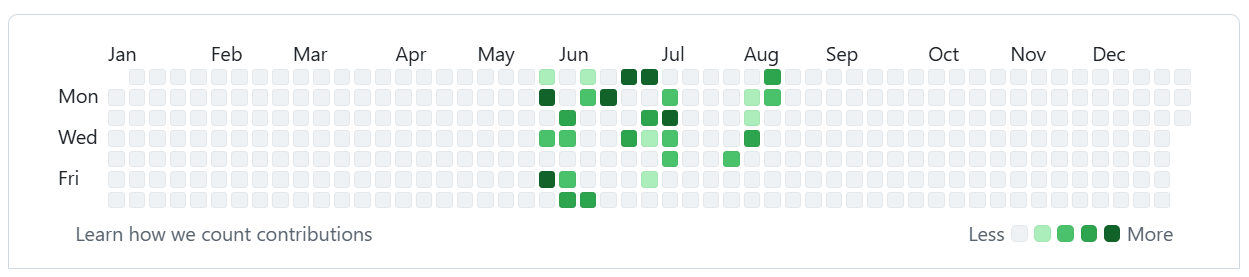 Jan Feb Mar Apr May Jun Jul Aug Sep Oct Nov Dec
Mon
Wed
Fri
Learn how we count contributions
Less More